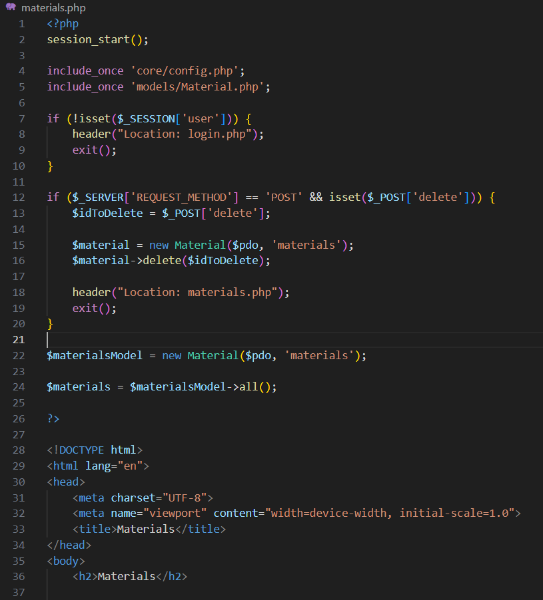 materials.php
1 <?php
2 session_start();
3
4 include_once 'core/config.php';
5 include_once 'models/Material.php';
6
7 if (!isset($_SESSION['user'])) {
8     header("Location: login.php");
9     exit();
10 }
11
12 if ($_SERVER['REQUEST_METHOD'] == 'POST' && isset($_POST['delete'])) {
13     $idToDelete = $_POST['delete'];
14
15     $material = new Material($pdo, 'materials');
16     $material->delete($idToDelete);
17
18     header("Location: materials.php");
19     exit();
20 }
21
22 $materialsModel = new Material($pdo, 'materials');
23
24 $materials = $materialsModel->all();
25
26 ?>
27
28 <!DOCTYPE html>
29 <html lang="en">
30 <head>
31     <meta charset="UTF-8">
32     <meta name="viewport" content="width=device-width, initial-scale=1.0">
33     <title>Materials</title>
34 </head>
35 <body>
36     <h2>Materials</h2>
37